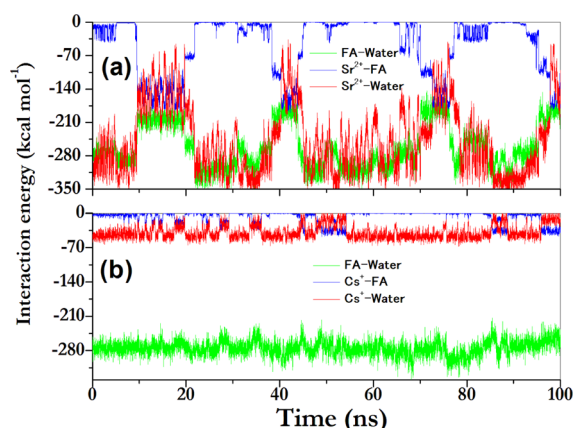 Interaction energy (kcal mol⁻¹)
0
-70
-140
-210
-280
-350
(a)
FA-Water
Sr²⁺-FA
Sr²⁺-Water
0
-70
-140
-210
-280
(b)
FA-Water
Cs⁺-FA
Cs⁺-Water
0 20 40 60 80 100
Time (ns)